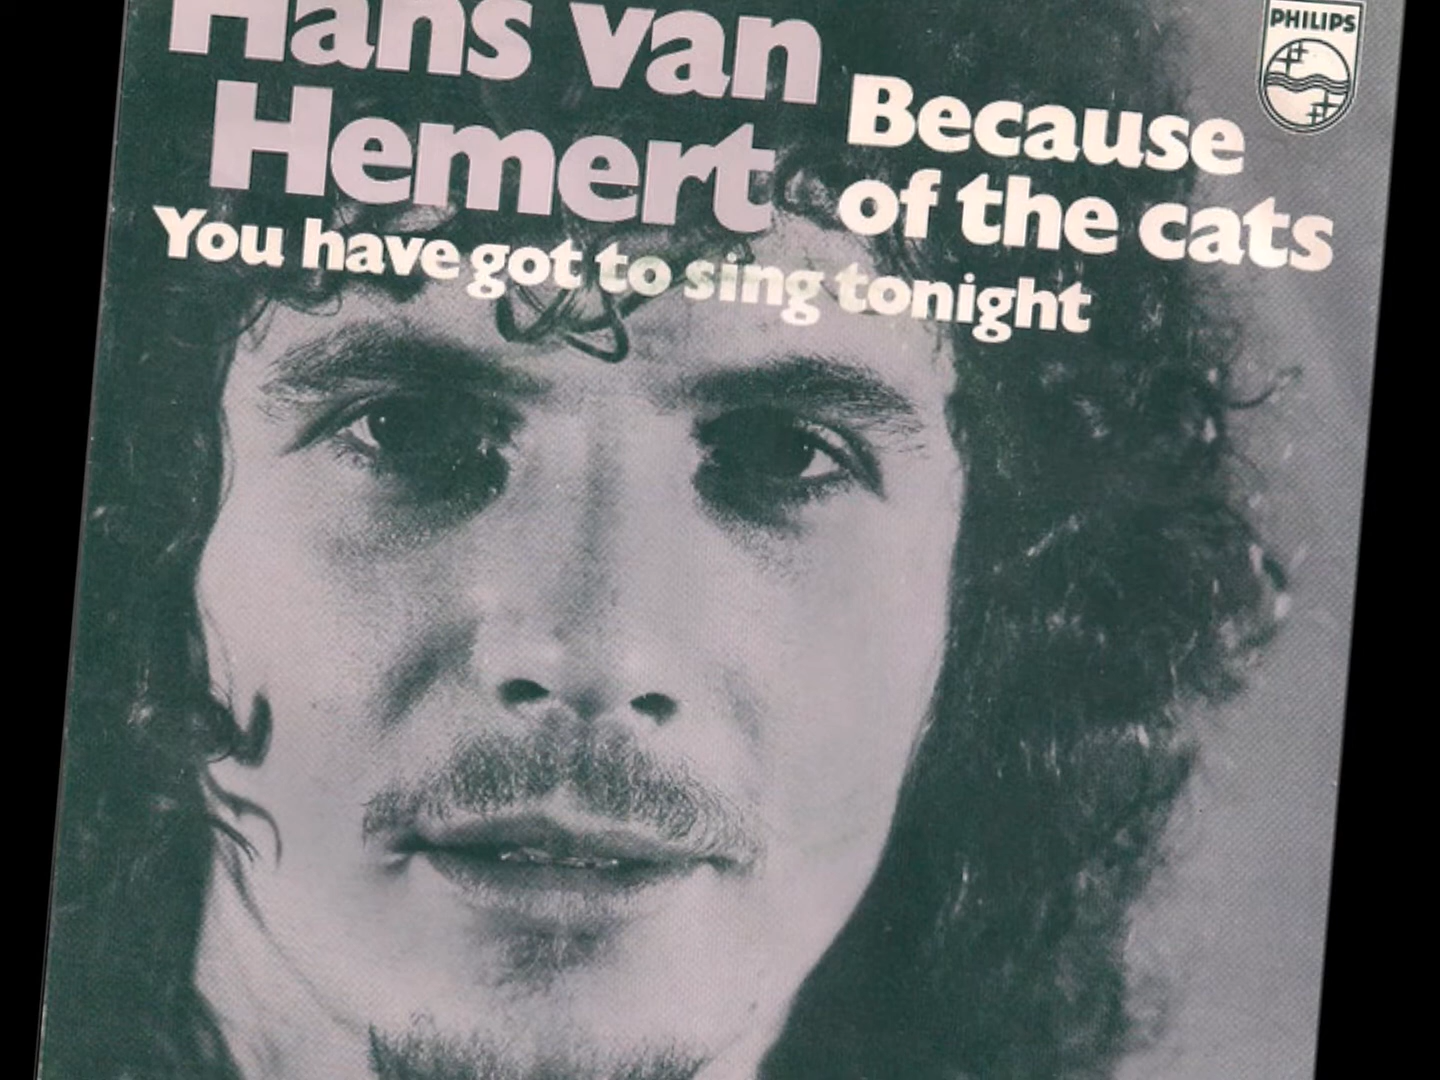 Hans van
Hemert
Because
of the cats
You have got to sing tonight
PHILIPS